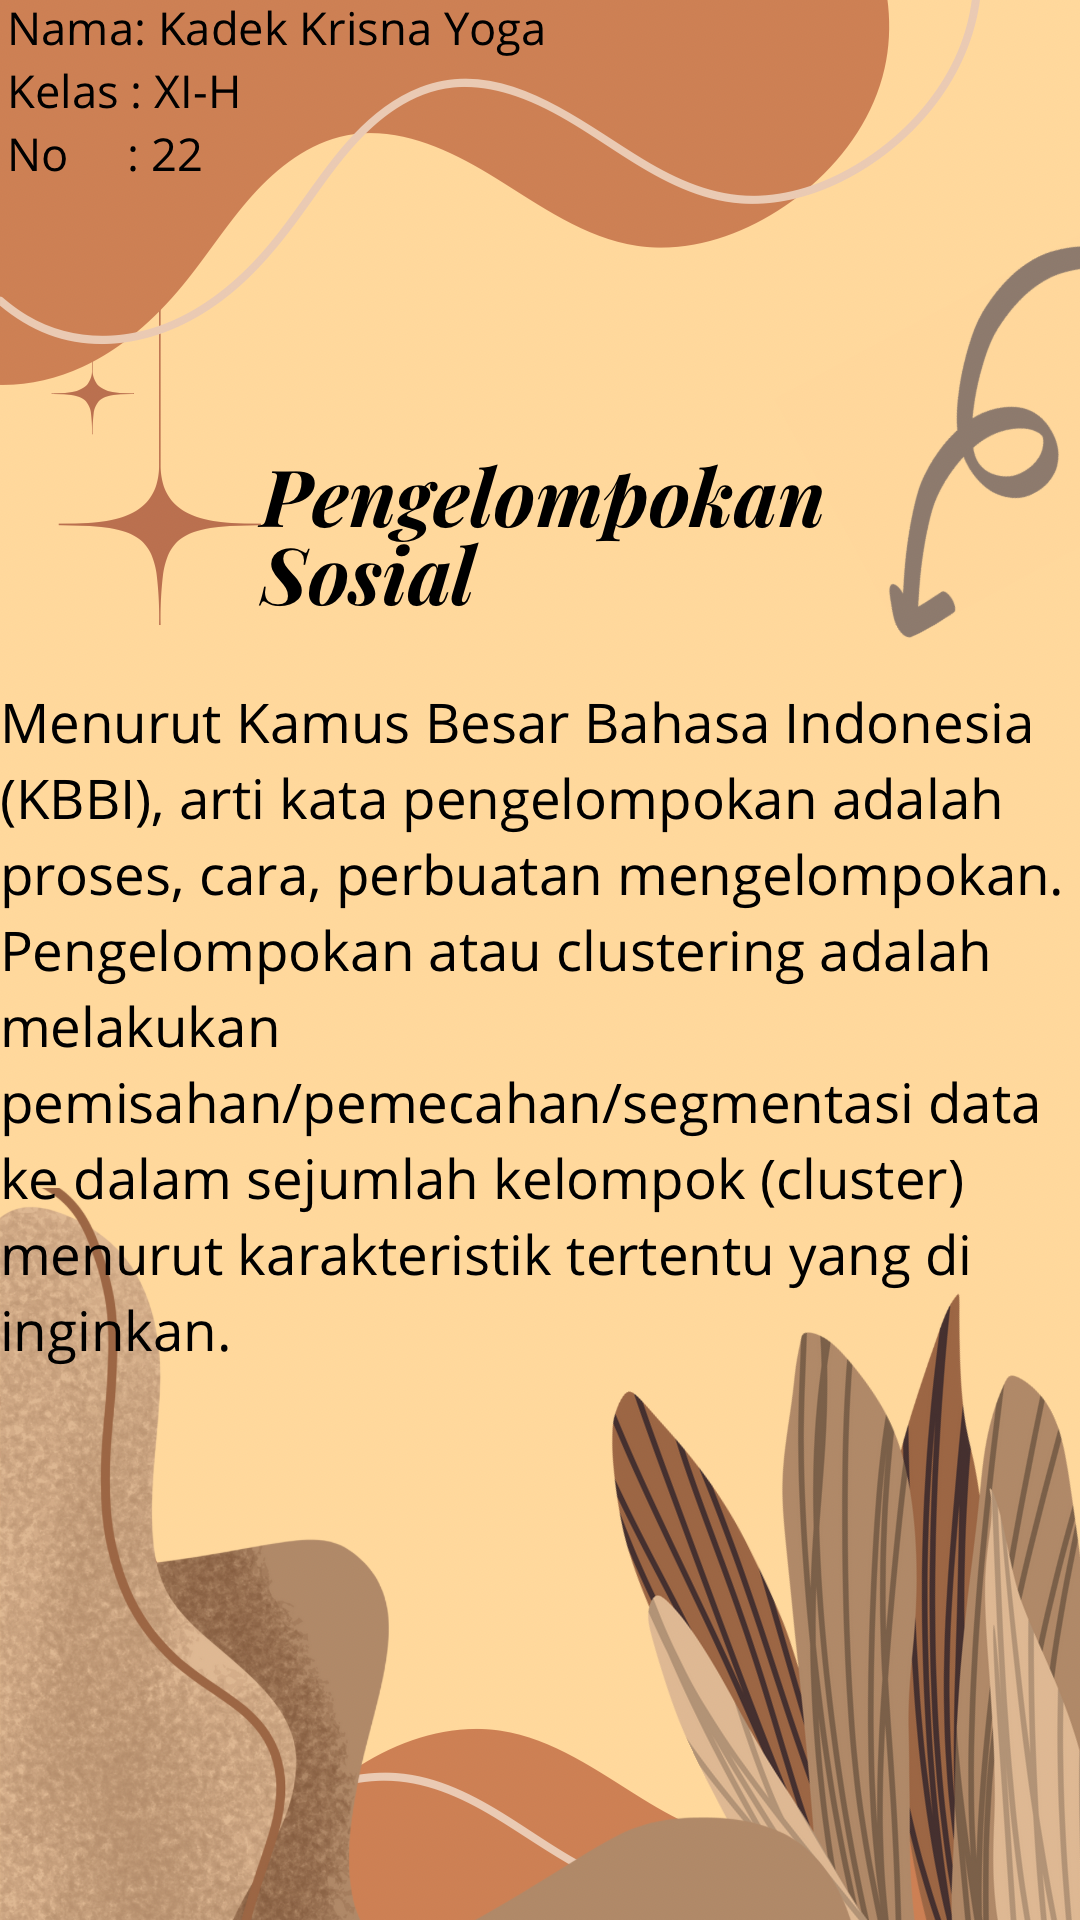 Nama: Kadek Krisna Yoga
Kelas : XI-H
No : 22
Pengelompokan
Sosial
Menurut Kamus Besar Bahasa Indonesia
(KBBI), arti kata pengelompokan adalah
proses, cara, perbuatan mengelompokan.
Pengelompokan atau clustering adalah
melakukan
pemisahan/pemecahan/segmentasi data
ke dalam sejumlah kelompok (cluster)
menurut karakteristik tertentu yang di
inginkan.